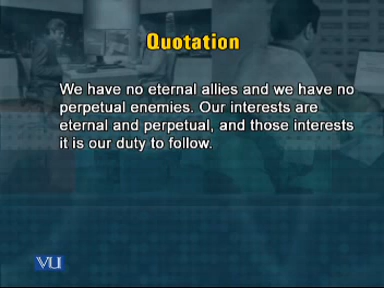 Quotation
We have no eternal allies and we have no
perpetual enemies. Our interests are
eternal and perpetual, and those interests
it is our duty to follow.
VU